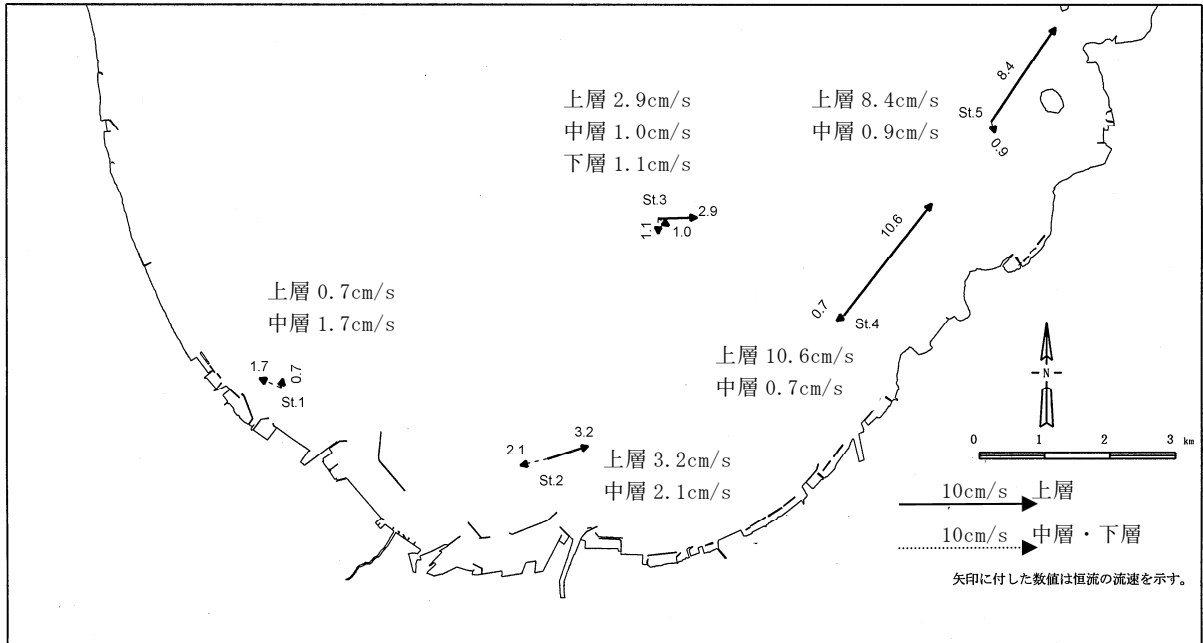 8.4
上層 2.9cm/s
中層 1.0cm/s
下層 1.1cm/s
上層 8.4cm/s
中層 0.9cm/s
St.5
0.9
St.3
2.9
1.1
1.0
10.6
0.7
St.4
上層 0.7cm/s
中層 1.7cm/s
1.7
0.7
St.1
上層 10.6cm/s
中層 0.7cm/s
N
2.1
3.2
St.2
上層 3.2cm/s
中層 2.1cm/s
0 1 2 3 km
10cm/s 上層
10cm/s 中層・下層
矢印に付した数値は恒流の流速を示す。